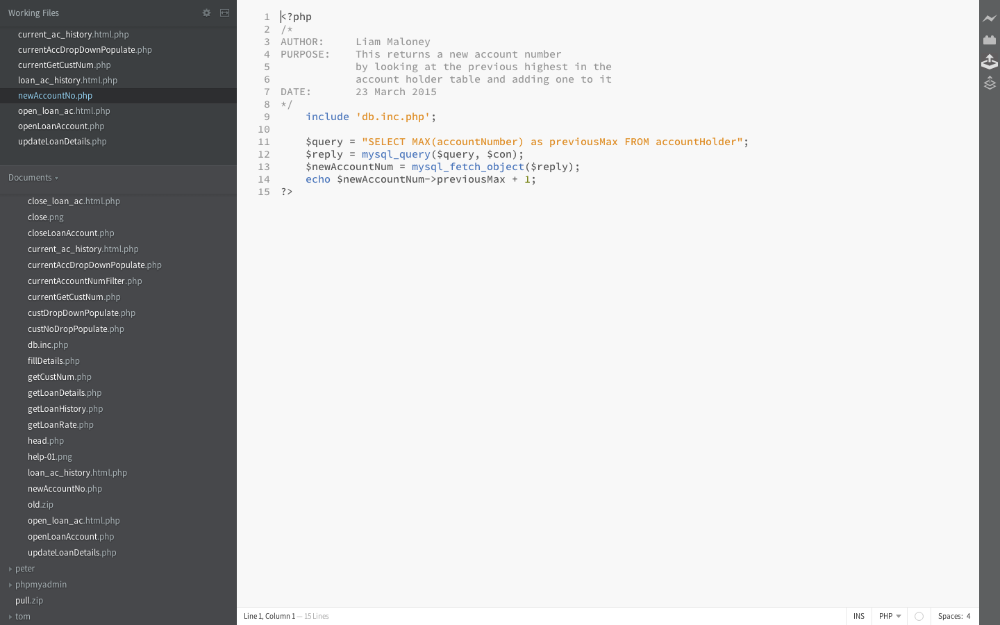 Working Files
current_ac_history.html.php
currentAccDropDownPopulate.php
currentGetCustNum.php
loan_ac_history.html.php
newAccountNo.php
open_loan_ac.html.php
openLoanAccount.php
updateLoanDetails.php
Documents
close_loan_ac.html.php
close.png
closeLoanAccount.php
current_ac_history.html.php
currentAccDropDownPopulate.php
currentAccountNumFilter.php
currentGetCustNum.php
custDropDownPopulate.php
custNoDropPopulate.php
db.inc.php
fillDetails.php
getCustNum.php
getLoanDetails.php
getLoanHistory.php
getLoanRate.php
head.php
help-01.png
loan_ac_history.html.php
newAccountNo.php
old.zip
open_loan_ac.html.php
openLoanAccount.php
updateLoanDetails.php
peter
phpmyadmin
pull.zip
tom
1 <?php
2 /*
3 AUTHOR:     Liam Maloney
4 PURPOSE:    This returns a new account number
5             by looking at the previous highest in the
6             account holder table and adding one to it
7 DATE:       23 March 2015
8 */
9     include 'db.inc.php';
10
11     $query = "SELECT MAX(accountNumber) as previousMax FROM accountHolder";
12     $reply = mysql_query($query, $con);
13     $newAccountNum = mysql_fetch_object($reply);
14     echo $newAccountNum->previousMax + 1;
15 ?>
Line 1, Column 1 — 15 Lines
INS
PHP
Spaces: 4